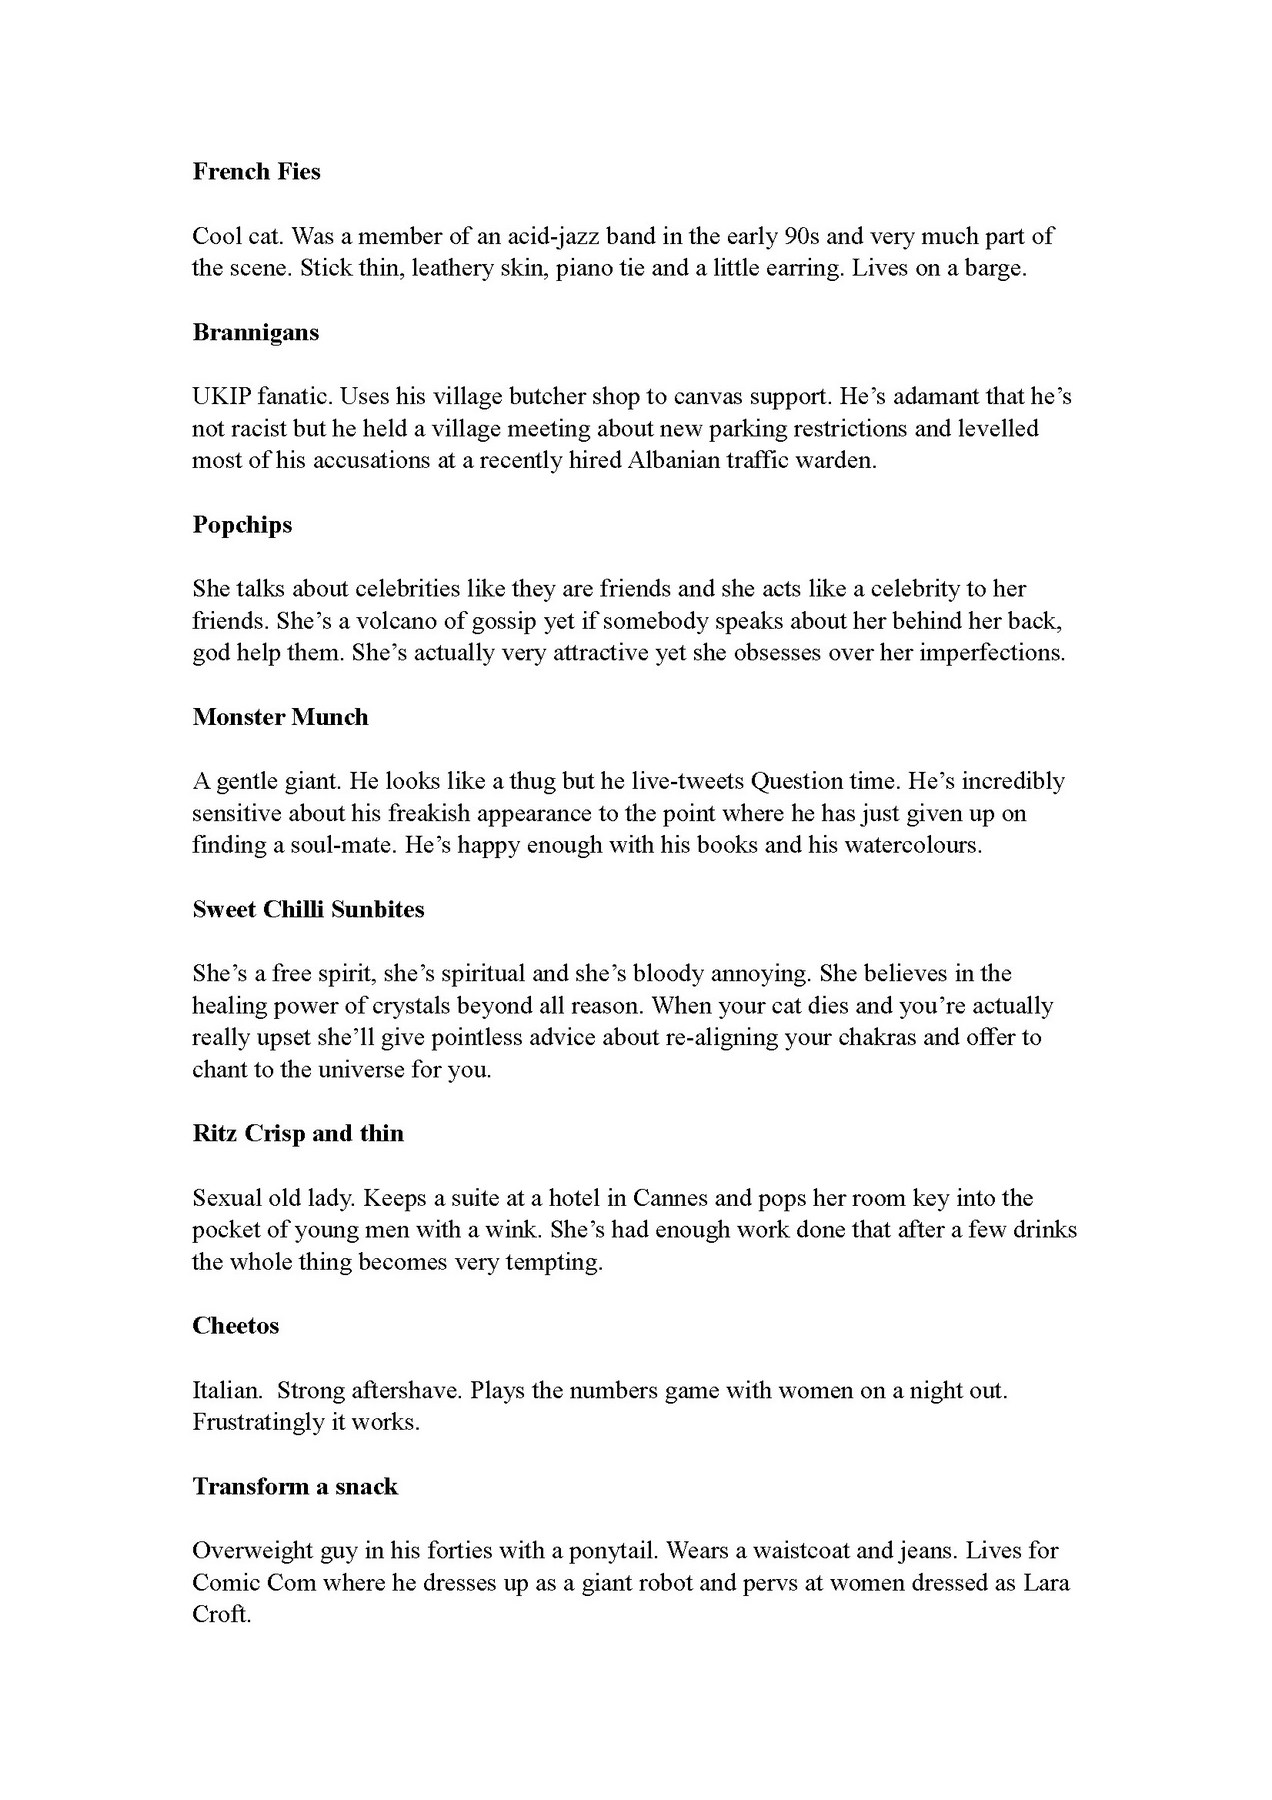 French Fies
Cool cat. Was a member of an acid-jazz band in the early 90s and very much part of
the scene. Stick thin, leathery skin, piano tie and a little earring. Lives on a barge.
Brannigans
UKIP fanatic. Uses his village butcher shop to canvas support. He’s adamant that he’s
not racist but he held a village meeting about new parking restrictions and levelled
most of his accusations at a recently hired Albanian traffic warden.
Popchips
She talks about celebrities like they are friends and she acts like a celebrity to her
friends. She’s a volcano of gossip yet if somebody speaks about her behind her back,
god help them. She’s actually very attractive yet she obsesses over her imperfections.
Monster Munch
A gentle giant. He looks like a thug but he live-tweets Question time. He’s incredibly
sensitive about his freakish appearance to the point where he has just given up on
finding a soul-mate. He’s happy enough with his books and his watercolours.
Sweet Chilli Sunbites
She’s a free spirit, she’s spiritual and she’s bloody annoying. She believes in the
healing power of crystals beyond all reason. When your cat dies and you’re actually
really upset she’ll give pointless advice about re-aligning your chakras and offer to
chant to the universe for you.
Ritz Crisp and thin
Sexual old lady. Keeps a suite at a hotel in Cannes and pops her room key into the
pocket of young men with a wink. She’s had enough work done that after a few drinks
the whole thing becomes very tempting.
Cheetos
Italian.  Strong aftershave. Plays the numbers game with women on a night out.
Frustratingly it works.
Transform a snack
Overweight guy in his forties with a ponytail. Wears a waistcoat and jeans. Lives for
Comic Com where he dresses up as a giant robot and pervs at women dressed as Lara
Croft.